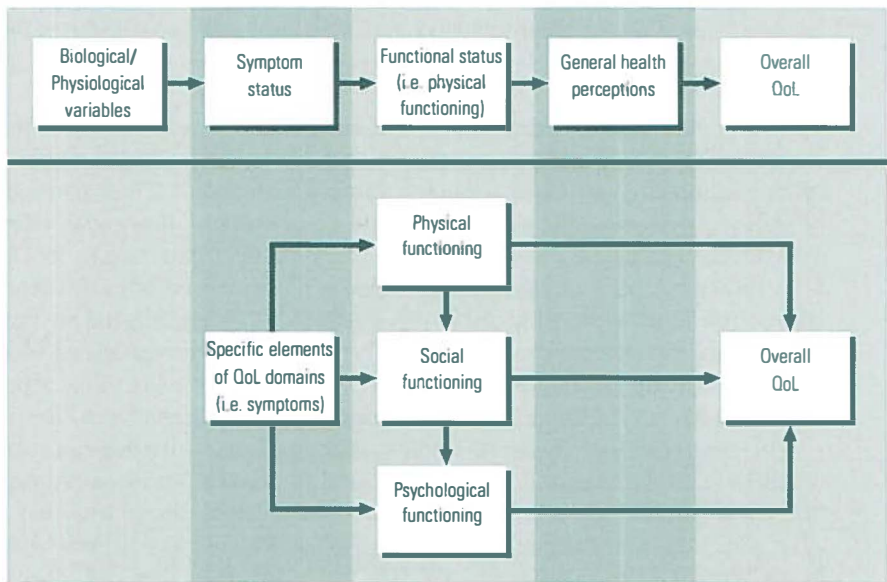 Biological/
Physiological
variables
Symptom
status
Functional status
(i.e. physical
functioning)
General health
perceptions
Overall
QoL
Physical
functioning
Specific elements
of QoL domains
(i.e. symptoms)
Social
functioning
Overall
QoL
Psychological
functioning